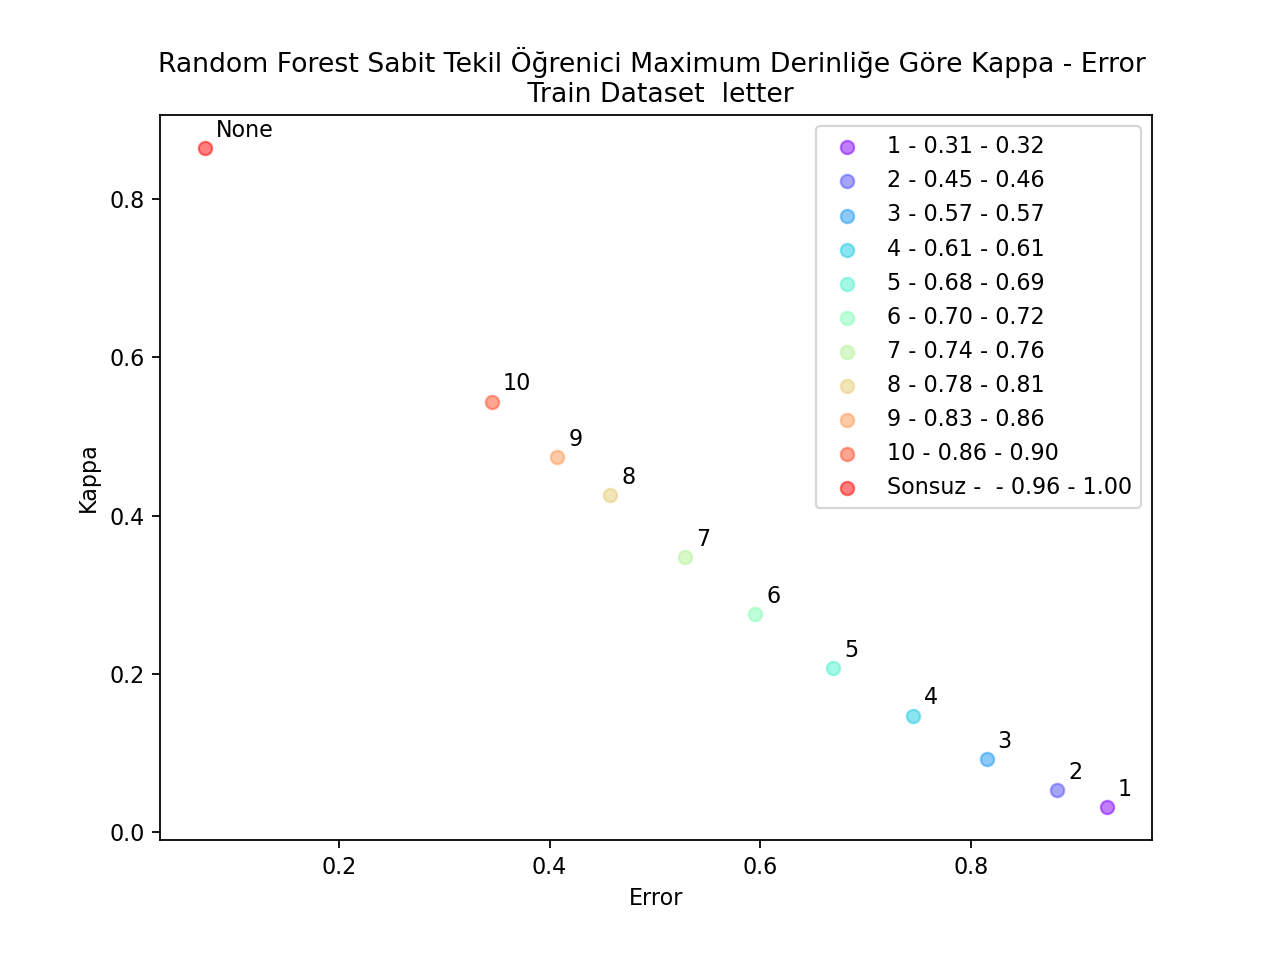 Random Forest Sabit Tekil Öğrenici Maximum Derinliğe Göre Kappa - Error
Train Dataset  letter
None
1 - 0.31 - 0.32
2 - 0.45 - 0.46
3 - 0.57 - 0.57
4 - 0.61 - 0.61
5 - 0.68 - 0.69
6 - 0.70 - 0.72
7 - 0.74 - 0.76
8 - 0.78 - 0.81
9 - 0.83 - 0.86
10 - 0.86 - 0.90
Sonsuz -  - 0.96 - 1.00
10
9
8
7
6
5
4
3
2
1
0.8
0.6
0.4
0.2
0.0
Kappa
0.2
0.4
0.6
0.8
Error